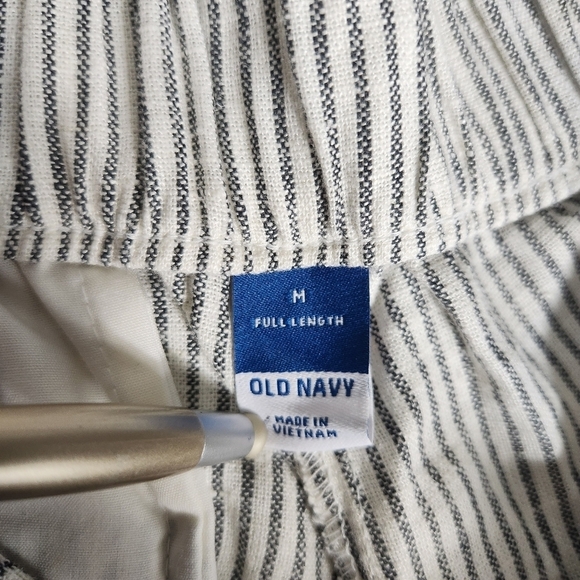 M
FULL LENGTH
OLD NAVY
MADE IN
VIETNAM